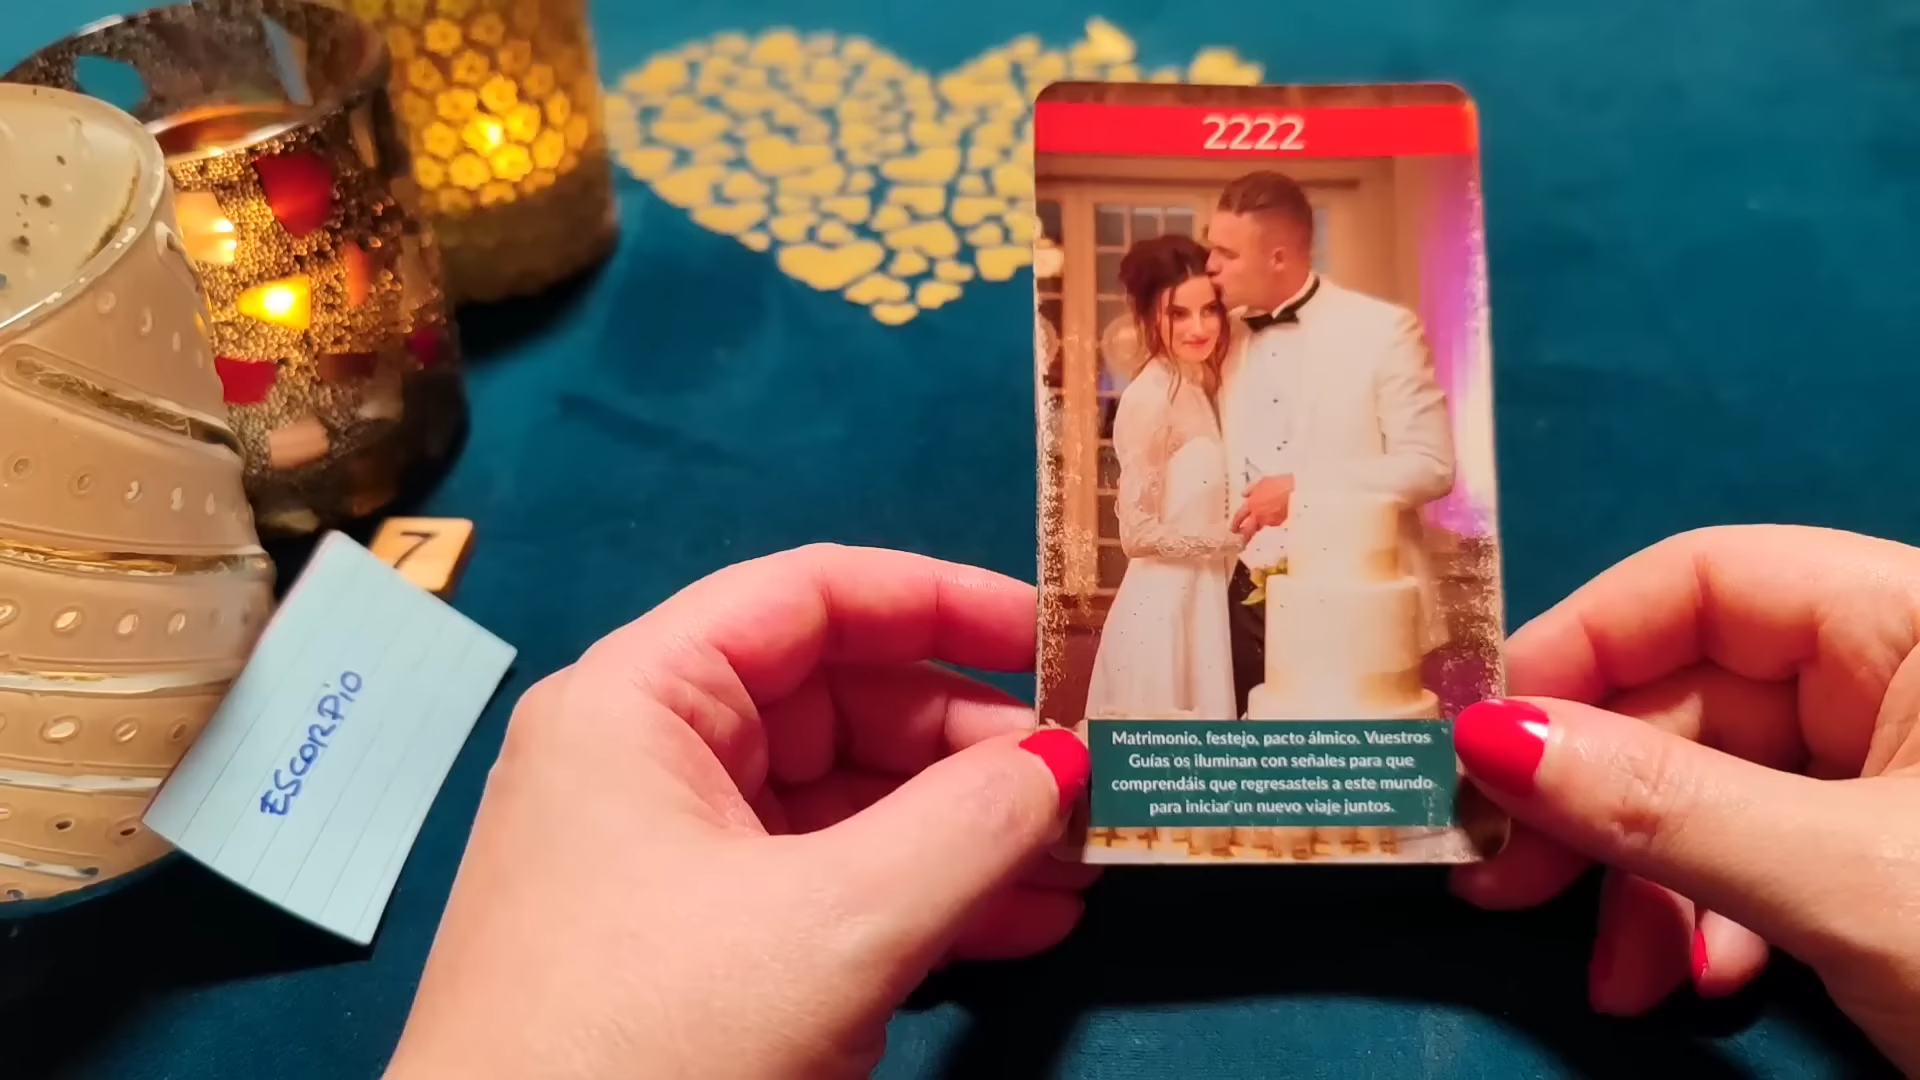 2222
Matrimonio, festejo, pacto álmico. Vuestros
Guías os iluminan con señales para que
comprendáis que regresasteis a este mundo
para iniciar un nuevo viaje juntos.
7
ESCORPiO